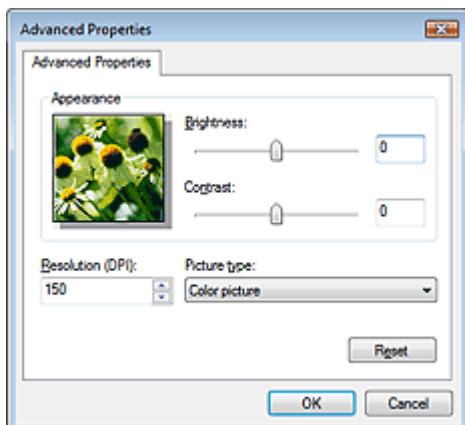 Advanced Properties
Advanced Properties
Appearance
Brightness:
0
Contrast:
0
Resolution (DPI):
150
Picture type:
Color picture
Reset
OK
Cancel